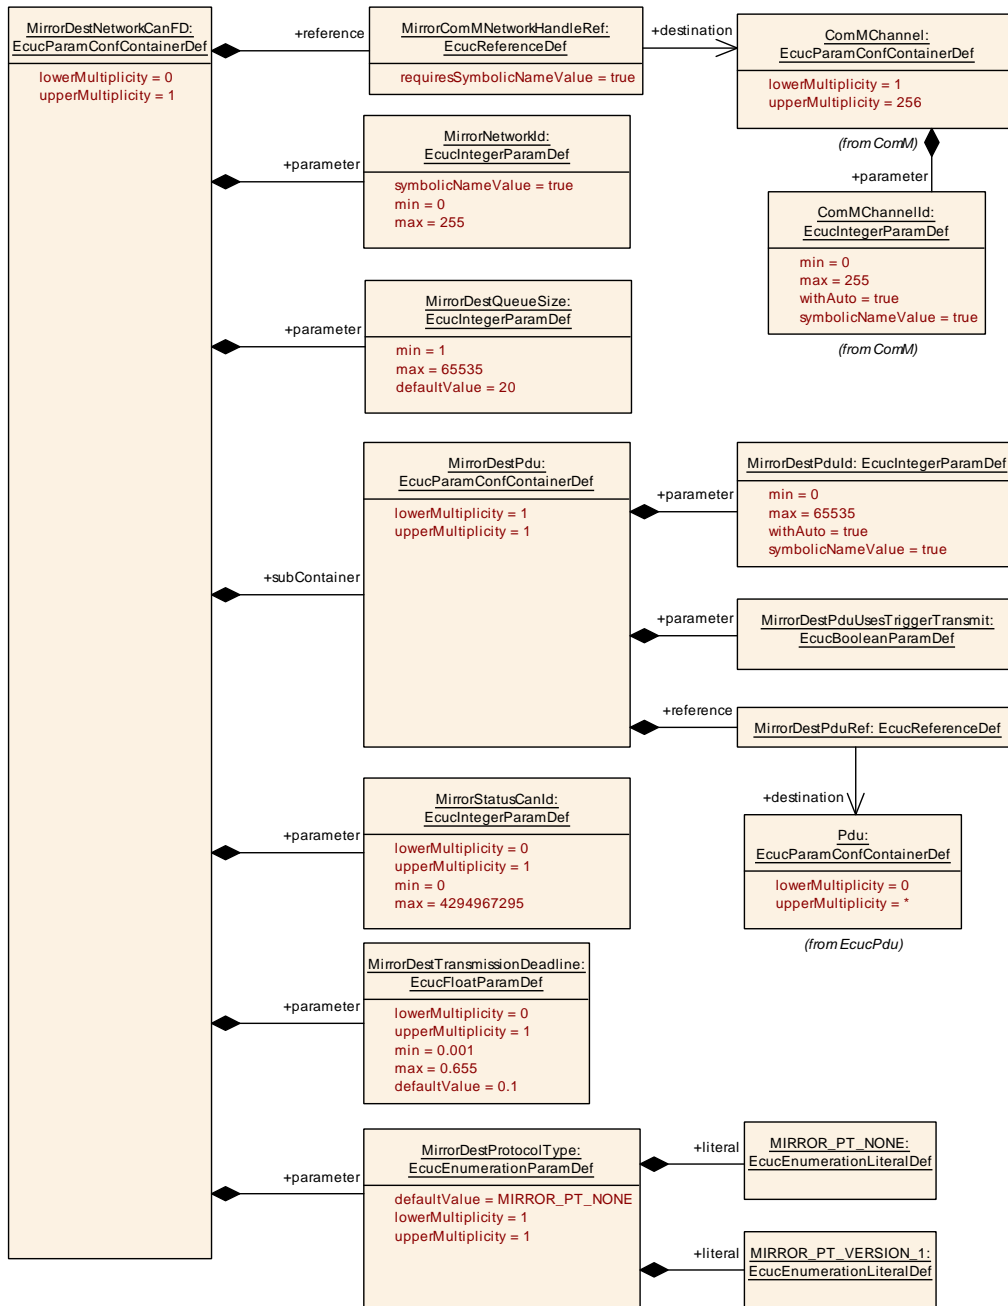 MirrorDestNetworkCanFD:
EcucParamConfContainerDef
lowerMultiplicity = 0
upperMultiplicity = 1
+reference
MirrorComMNetworkHandleRef:
EcucReferenceDef
requiresSymbolicNameValue = true
+destination
ComMChannel:
EcucParamConfContainerDef
lowerMultiplicity = 1
upperMultiplicity = 256
(from ComM)
+parameter
ComMChannelId:
EcucIntegerParamDef
min = 0
max = 255
withAuto = true
symbolicNameValue = true
(from ComM)
+parameter
MirrorNetworkId:
EcucIntegerParamDef
symbolicNameValue = true
min = 0
max = 255
+parameter
MirrorDestQueueSize:
EcucIntegerParamDef
min = 1
max = 65535
defaultValue = 20
+subContainer
MirrorDestPdu:
EcucParamConfContainerDef
lowerMultiplicity = 1
upperMultiplicity = 1
+parameter
MirrorDestPduId: EcucIntegerParamDef
min = 0
max = 65535
withAuto = true
symbolicNameValue = true
+parameter
MirrorDestPduUsesTriggerTransmit:
EcucBooleanParamDef
+reference
MirrorDestPduRef: EcucReferenceDef
+destination
Pdu:
EcucParamConfContainerDef
lowerMultiplicity = 0
upperMultiplicity = *
(from EcucPdu)
+parameter
MirrorStatusCanId:
EcucIntegerParamDef
lowerMultiplicity = 0
upperMultiplicity = 1
min = 0
max = 4294967295
+parameter
MirrorDestTransmissionDeadline:
EcucFloatParamDef
lowerMultiplicity = 0
upperMultiplicity = 1
min = 0.001
max = 0.655
defaultValue = 0.1
+parameter
MirrorDestProtocolType:
EcucEnumerationParamDef
defaultValue = MIRROR_PT_NONE
lowerMultiplicity = 1
upperMultiplicity = 1
+literal
MIRROR_PT_NONE:
EcucEnumerationLiteralDef
+literal
MIRROR_PT_VERSION_1:
EcucEnumerationLiteralDef